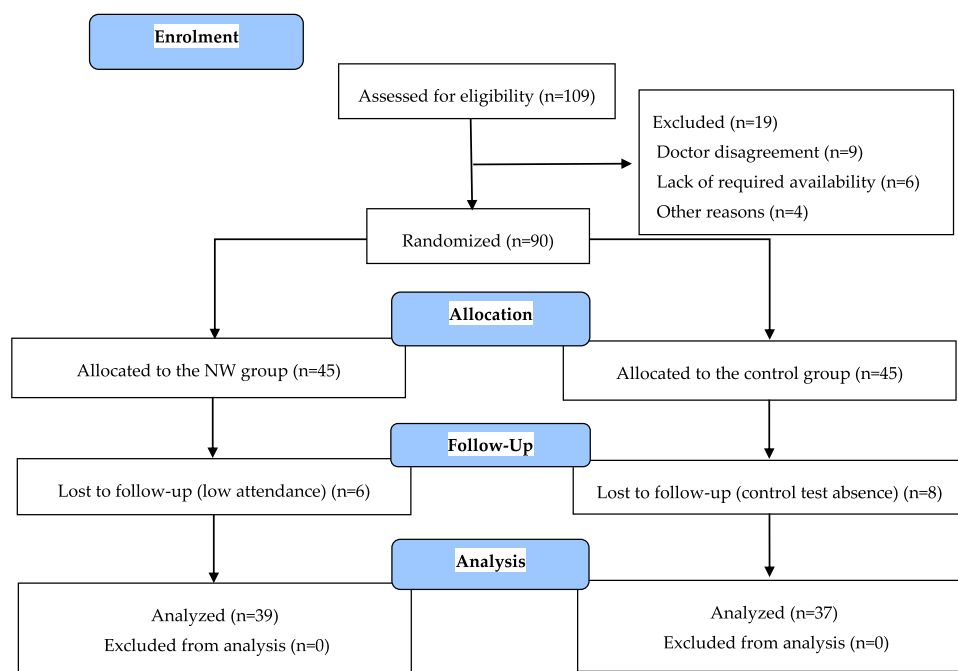 Enrolment
Assessed for eligibility (n=109)
Excluded (n=19)
Doctor disagreement (n=9)
Lack of required availability (n=6)
Other reasons (n=4)
Randomized (n=90)
Allocation
Allocated to the NW group (n=45)
Allocated to the control group (n=45)
Follow-Up
Lost to follow-up (low attendance) (n=6)
Lost to follow-up (control test absence) (n=8)
Analysis
Analyzed (n=39)
Excluded from analysis (n=0)
Analyzed (n=37)
Excluded from analysis (n=0)